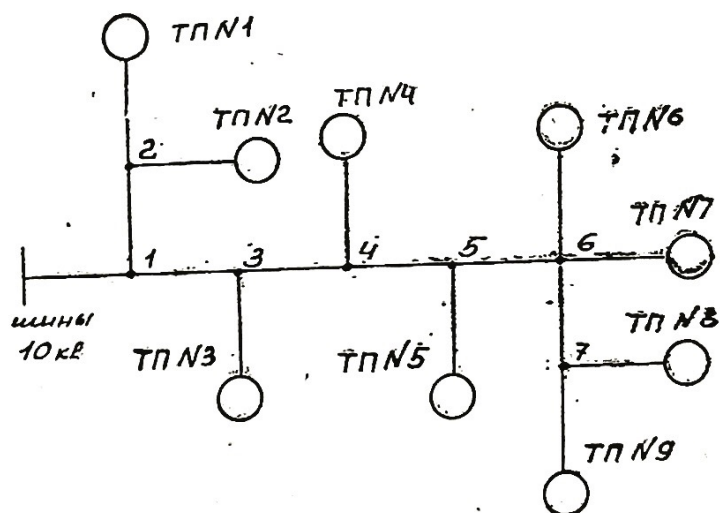 ТП N1
ТП N2
ТП N4
ТП N6
2
ТП N7
1
3
4
5
6
шины
10 кв
ТП N3
ТП N5
ТП N8
7
ТП N9